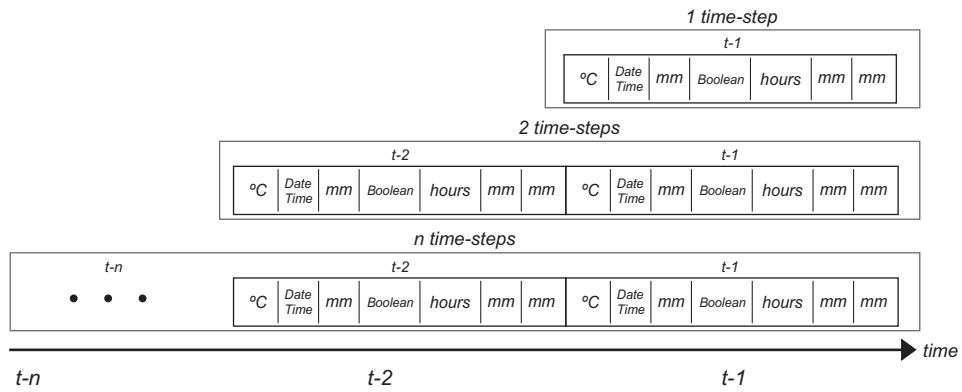 1 time-step
t-1
ºC Date Time mm Boolean hours mm mm
2 time-steps
t-2 t-1
ºC Date Time mm Boolean hours mm mm ºC Date Time mm Boolean hours mm mm
n time-steps
t-n t-2 t-1
• • • ºC Date Time mm Boolean hours mm mm ºC Date Time mm Boolean hours mm mm
time
t-n t-2 t-1